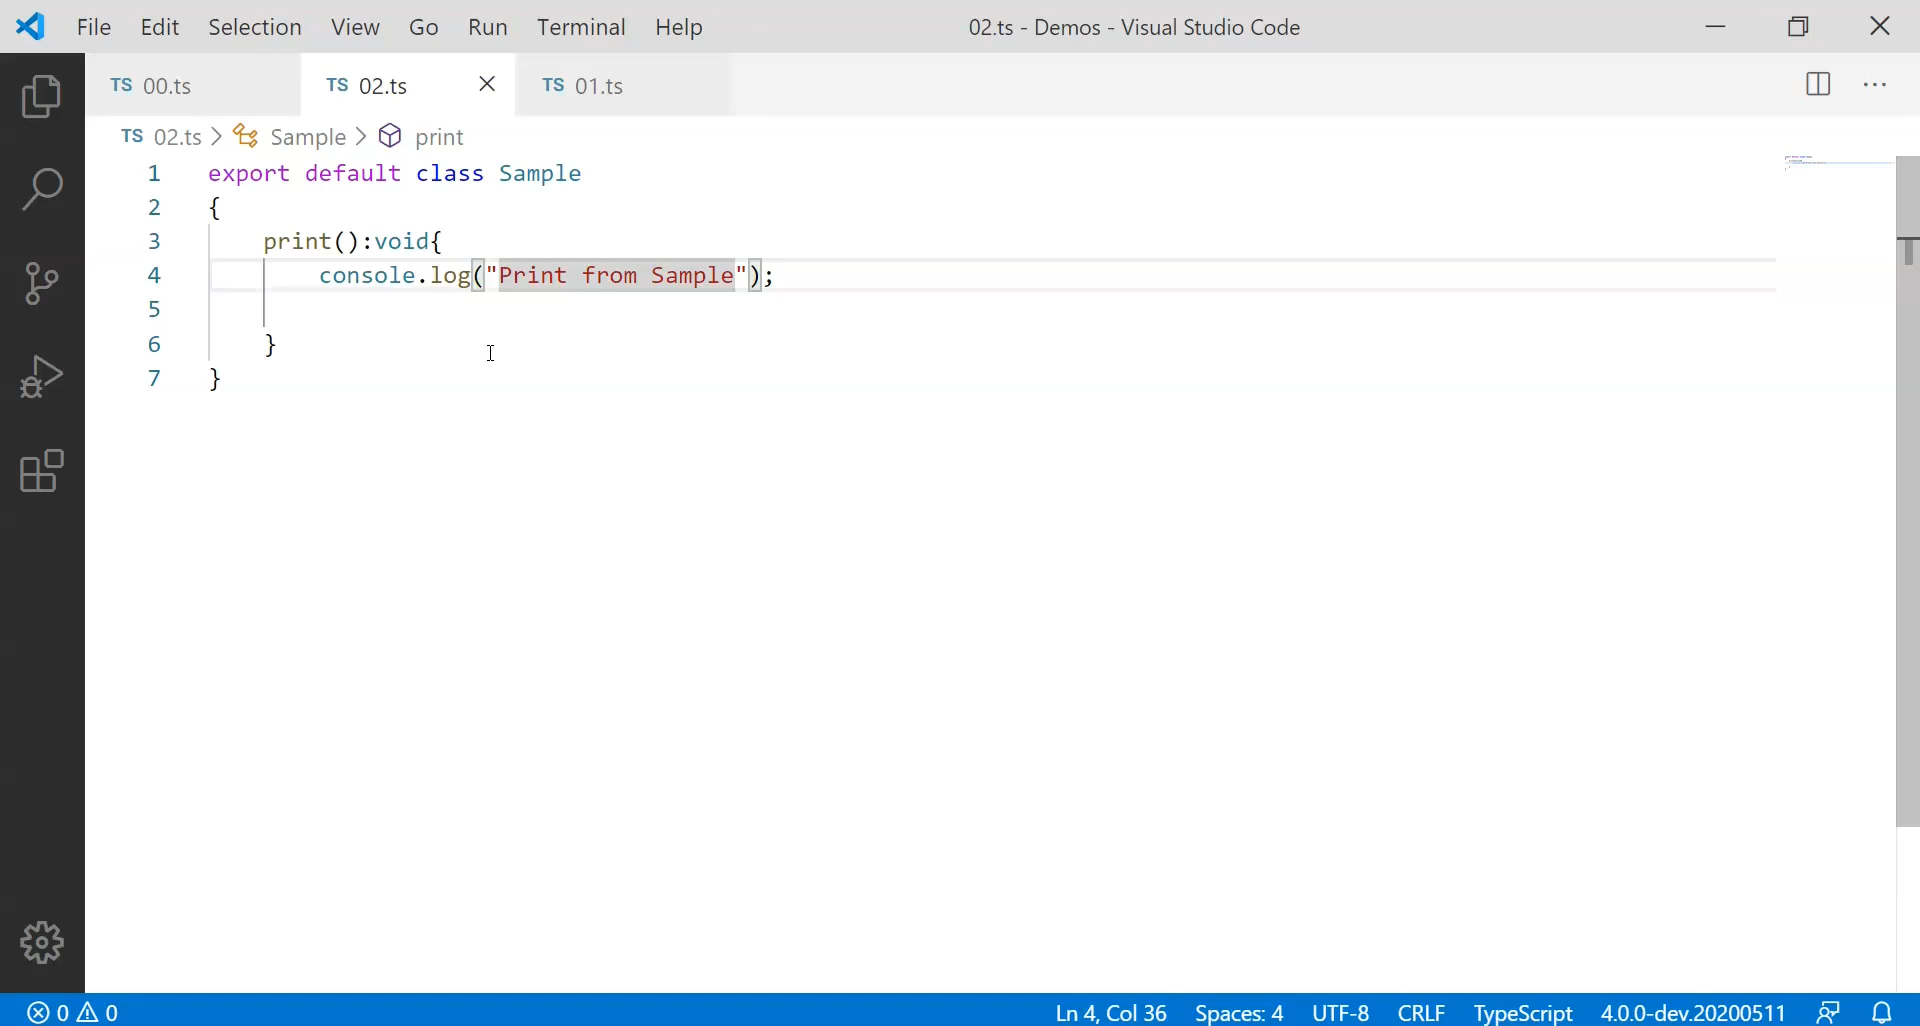 File Edit Selection View Go Run Terminal Help 02.ts - Demos - Visual Studio Code
TS 00.ts TS 02.ts TS 01.ts
TS 02.ts > Sample > print
1 export default class Sample
2 {
3 print():void{
4 console.log("Print from Sample");
5
6 }
7 }
0 0 Ln 4, Col 36 Spaces: 4 UTF-8 CRLF TypeScript 4.0.0-dev.20200511